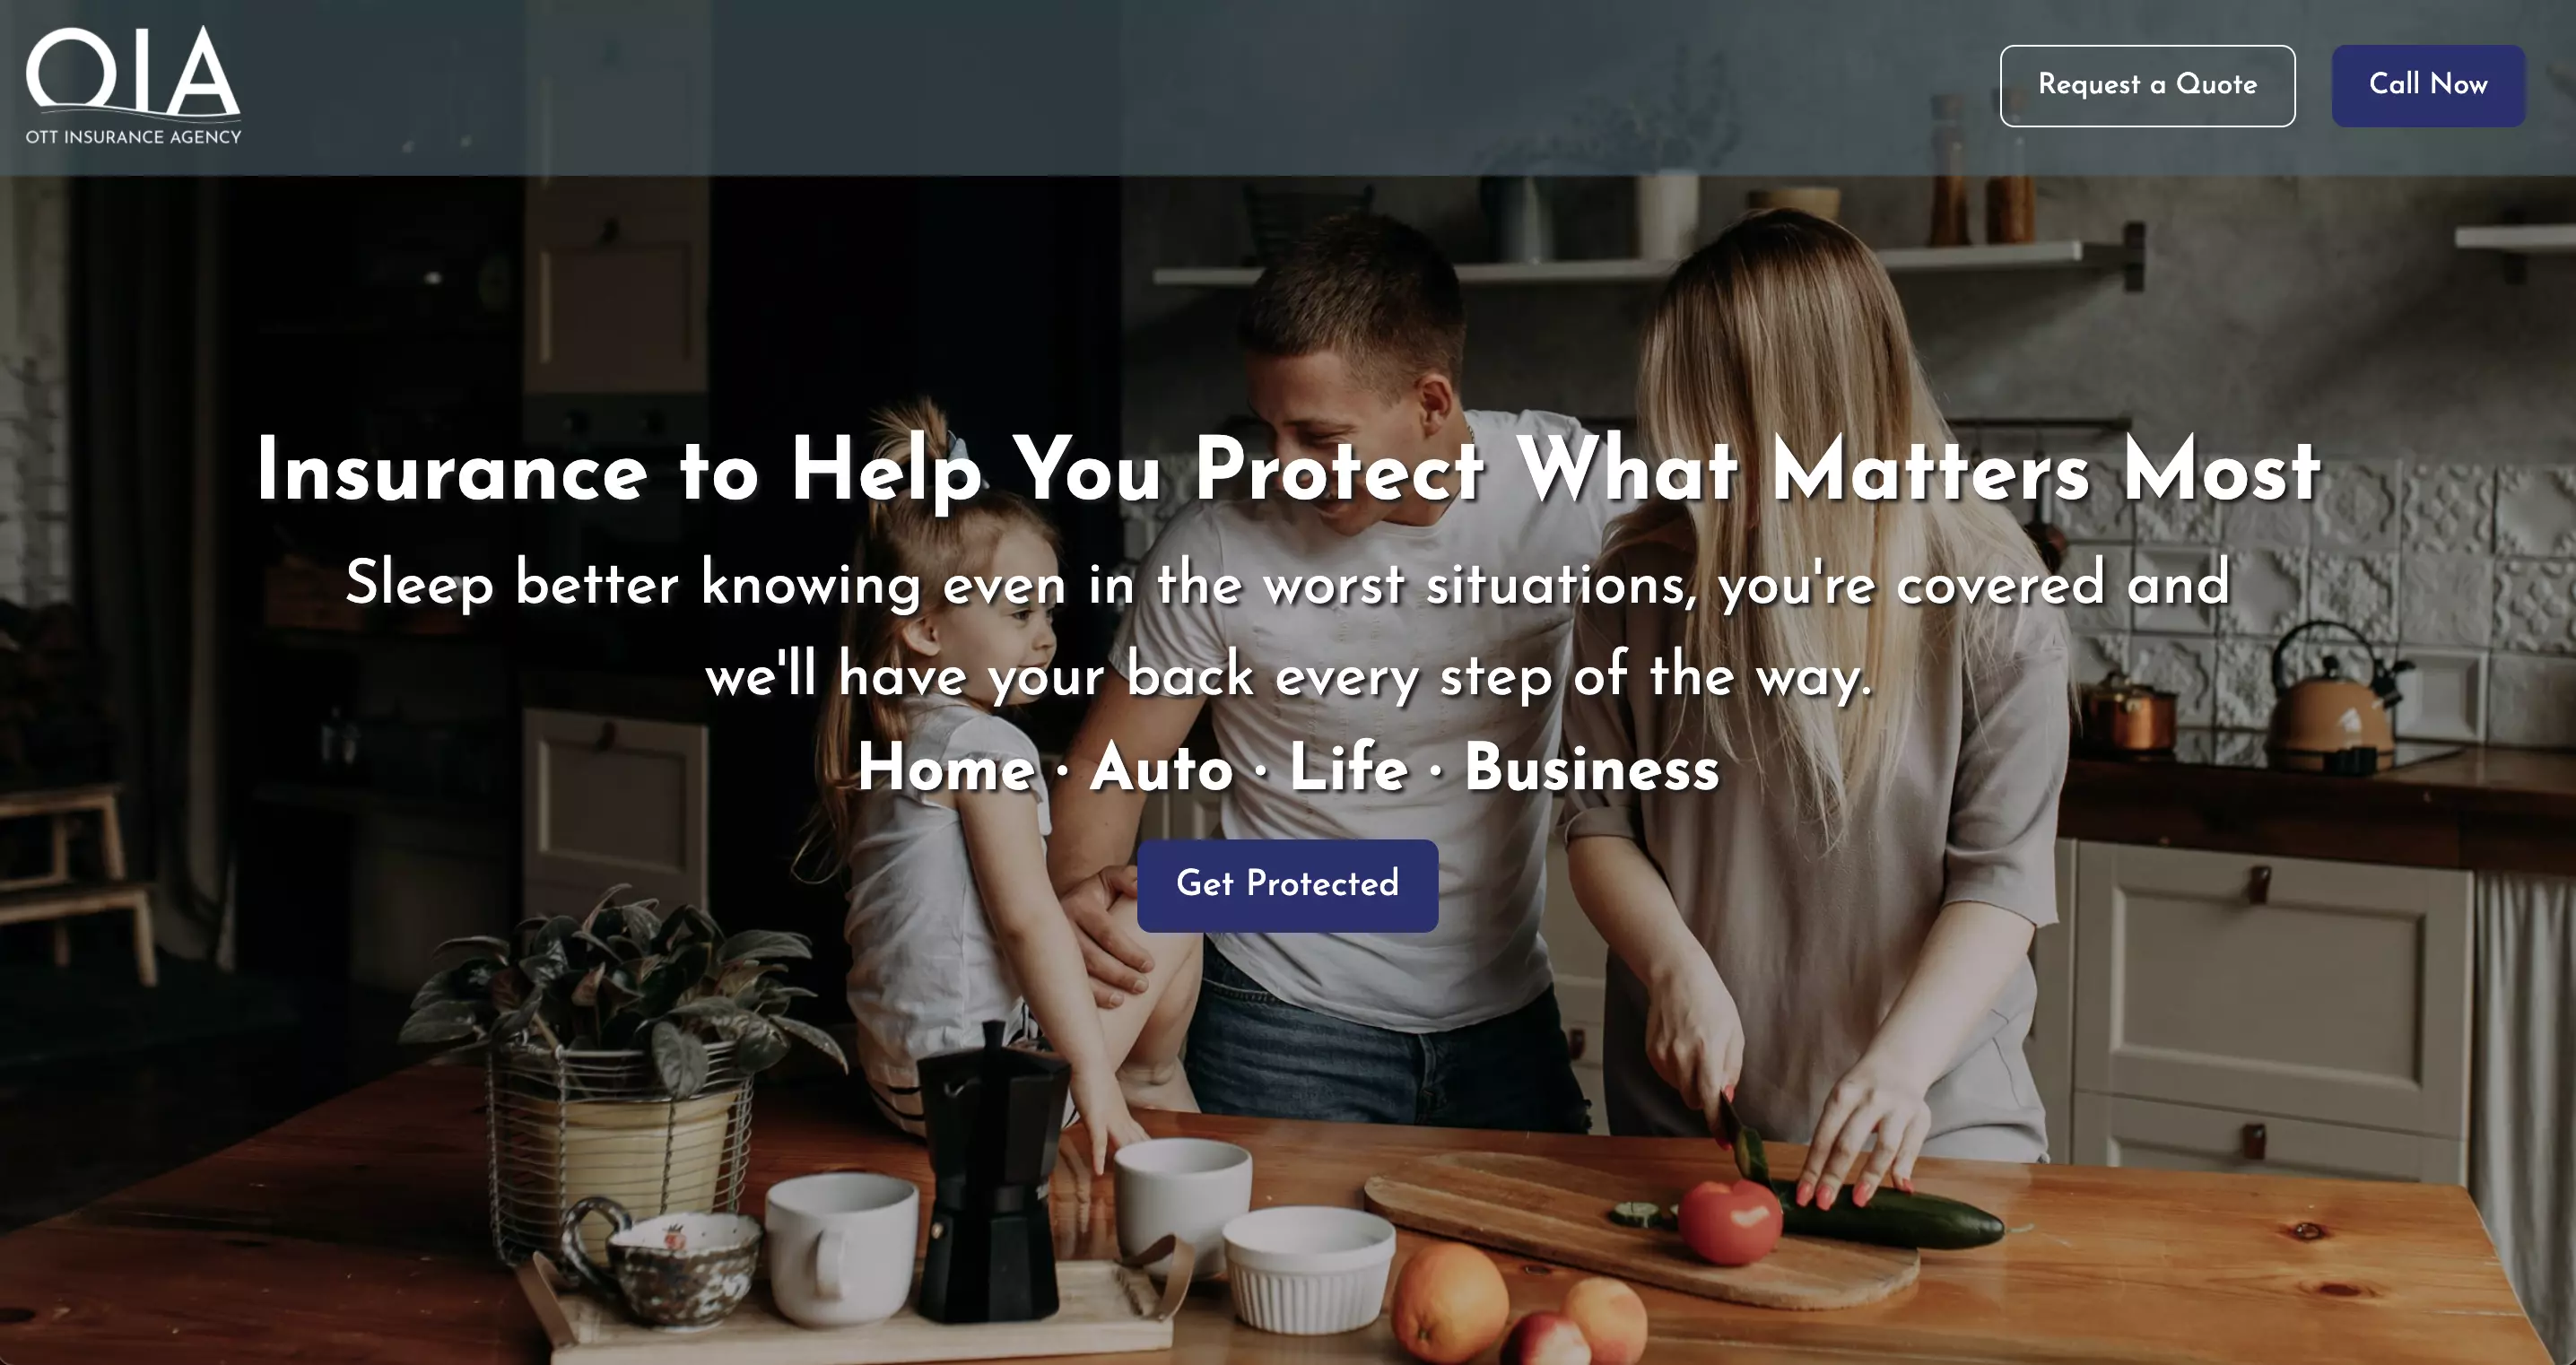 OIA
OTT INSURANCE AGENCY
Request a Quote
Call Now
Insurance to Help You Protect What Matters Most
Sleep better knowing even in the worst situations, you're covered and
we'll have your back every step of the way.
Home · Auto · Life · Business
Get Protected